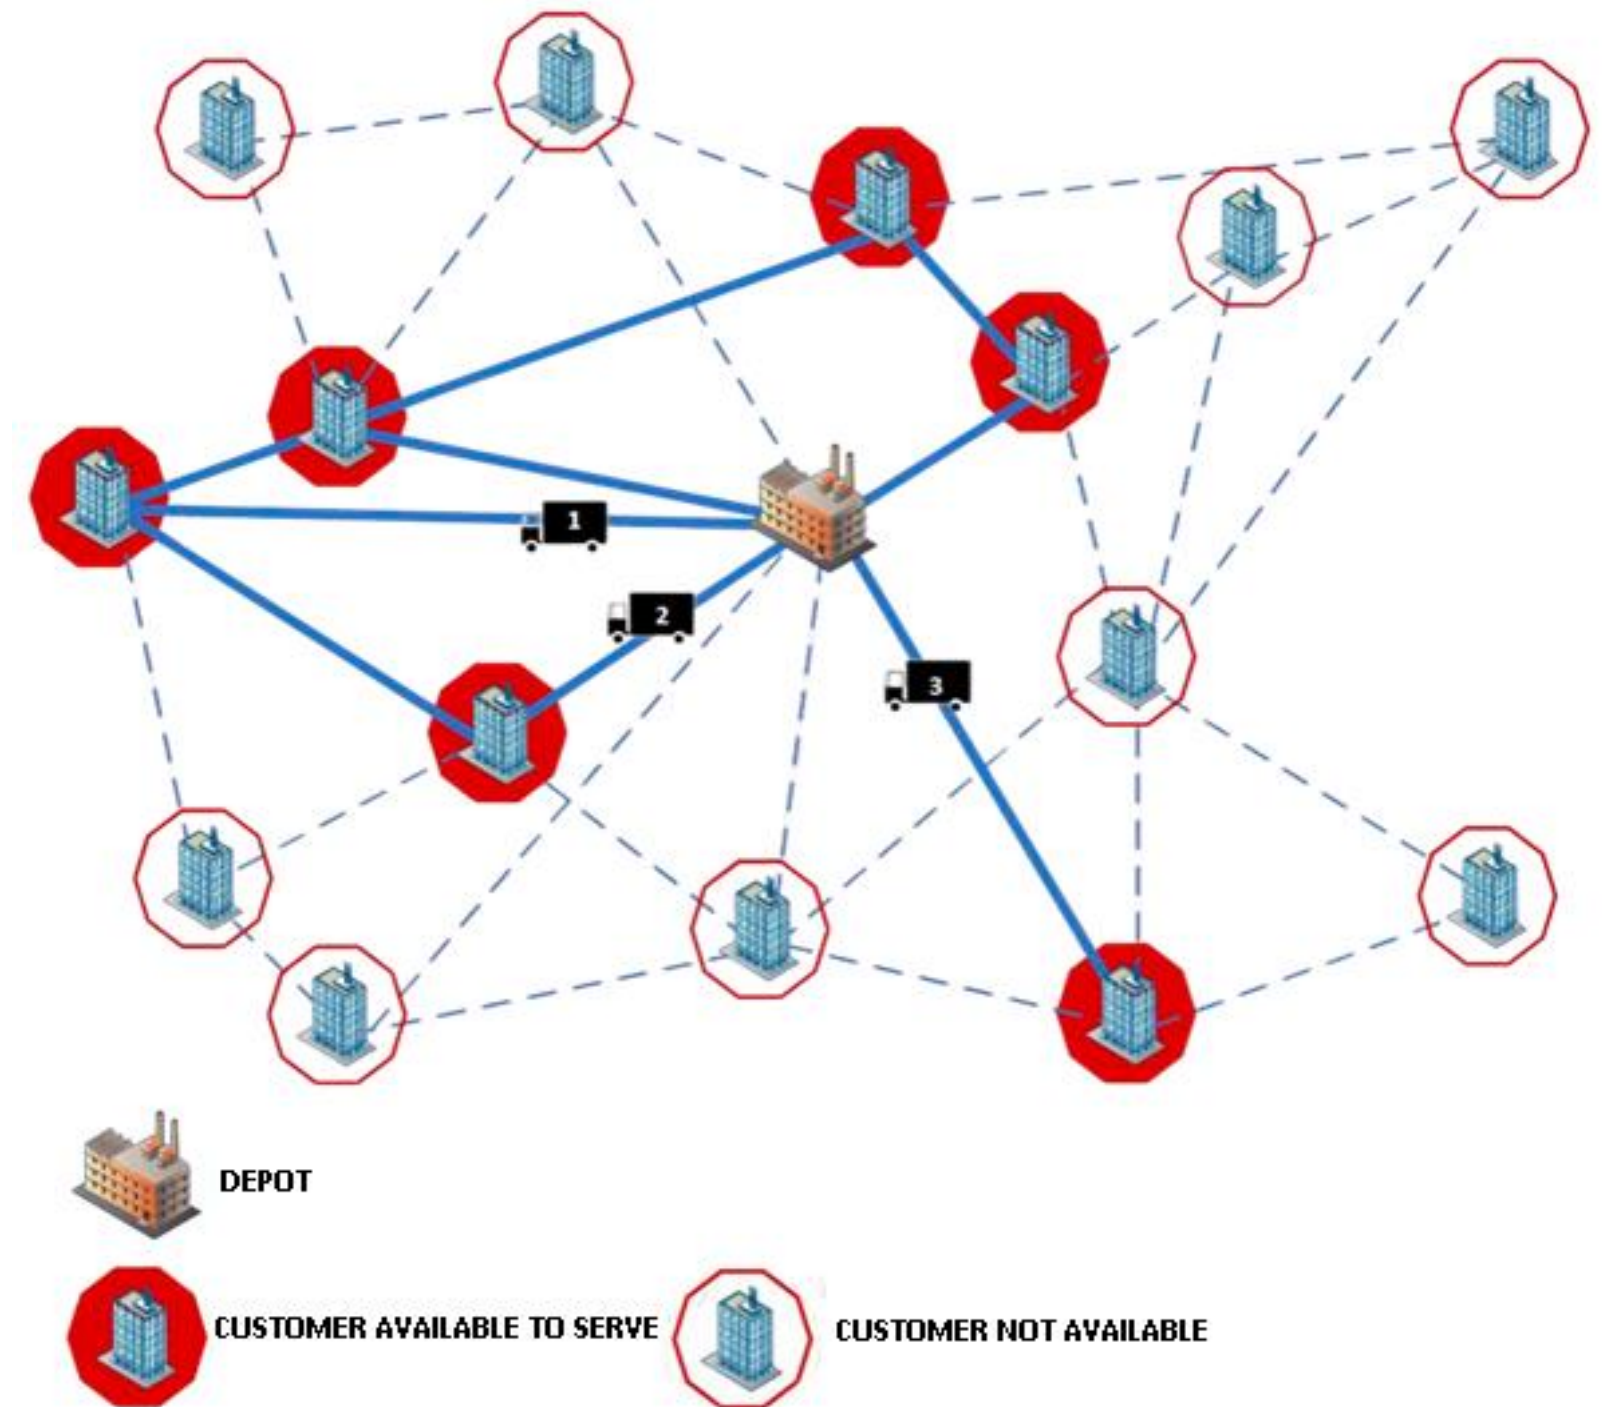 1
2
3
DEPOT
CUSTOMER AVAILABLE TO SERVE
CUSTOMER NOT AVAILABLE